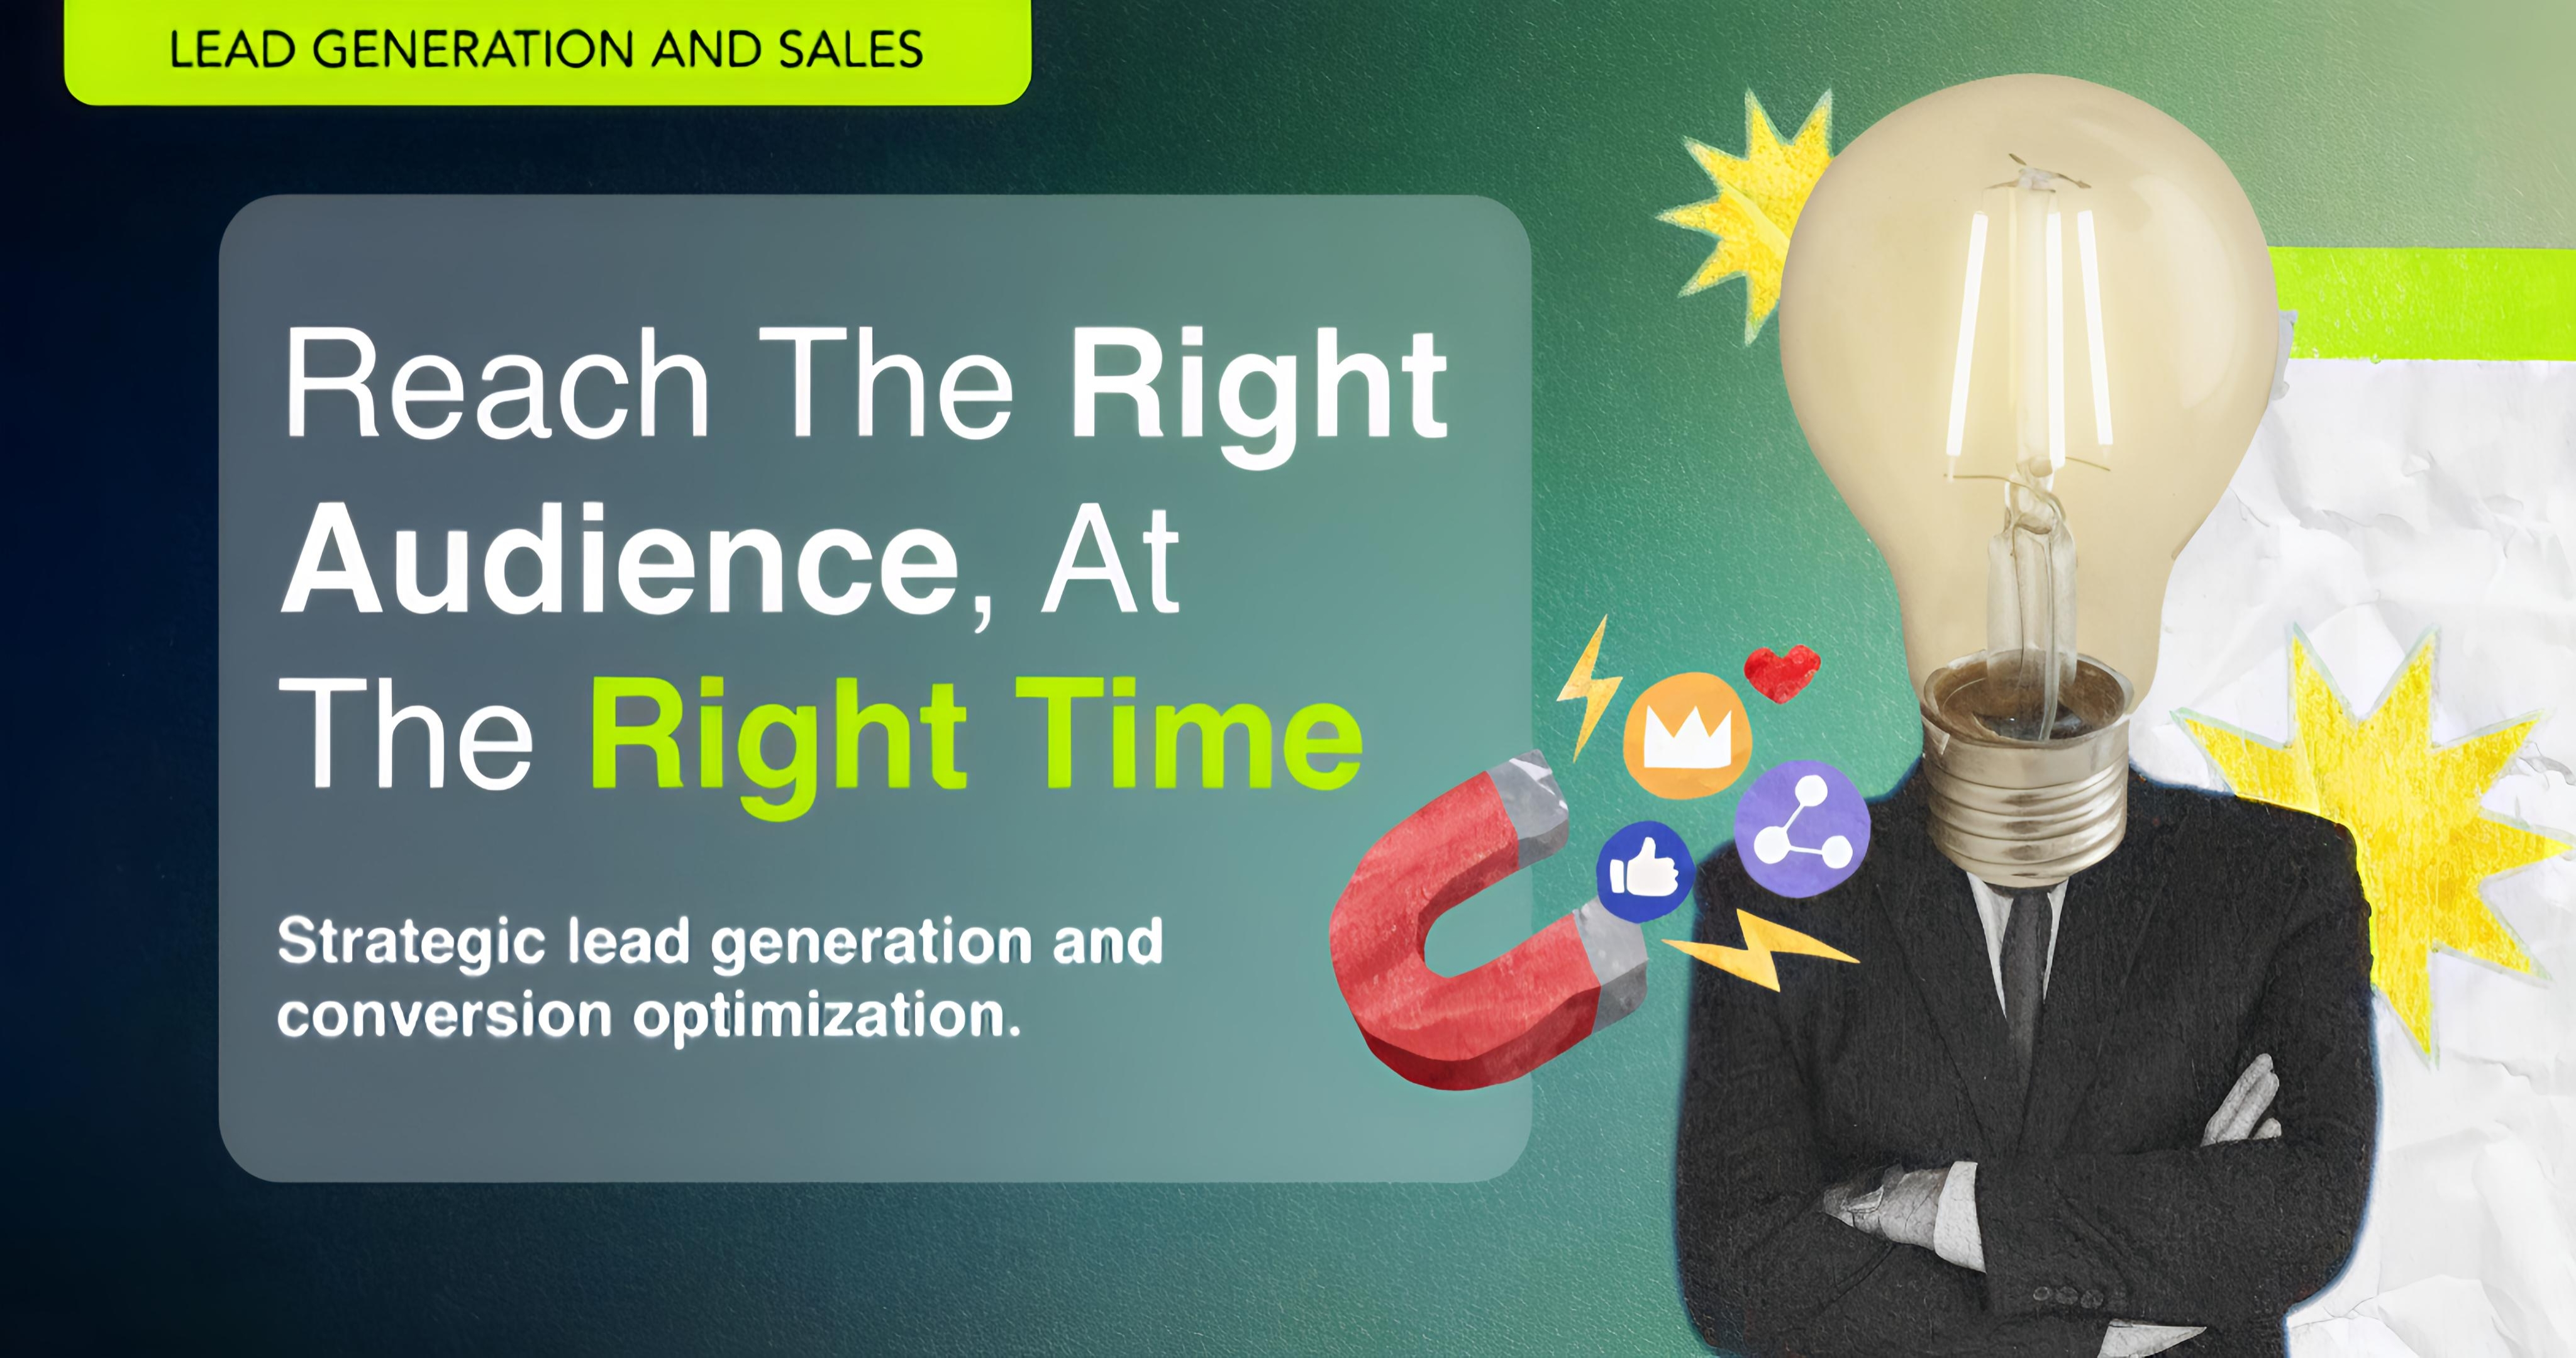 LEAD GENERATION AND SALES
Reach The Right
Audience, At
The Right Time
Strategic lead generation and
conversion optimization.